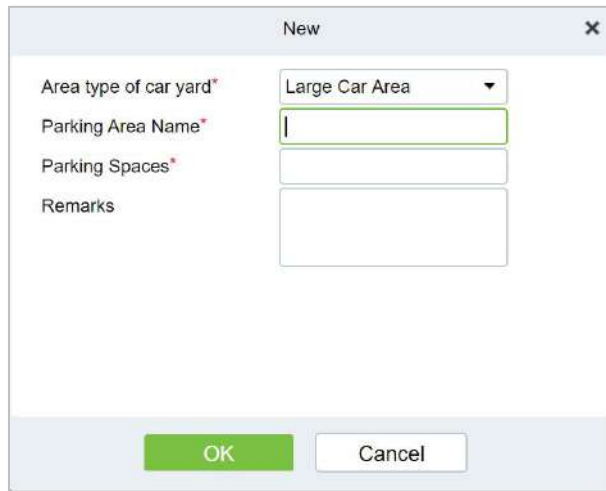 New
Area type of car yard* Large Car Area
Parking Area Name*
Parking Spaces*
Remarks
OK Cancel